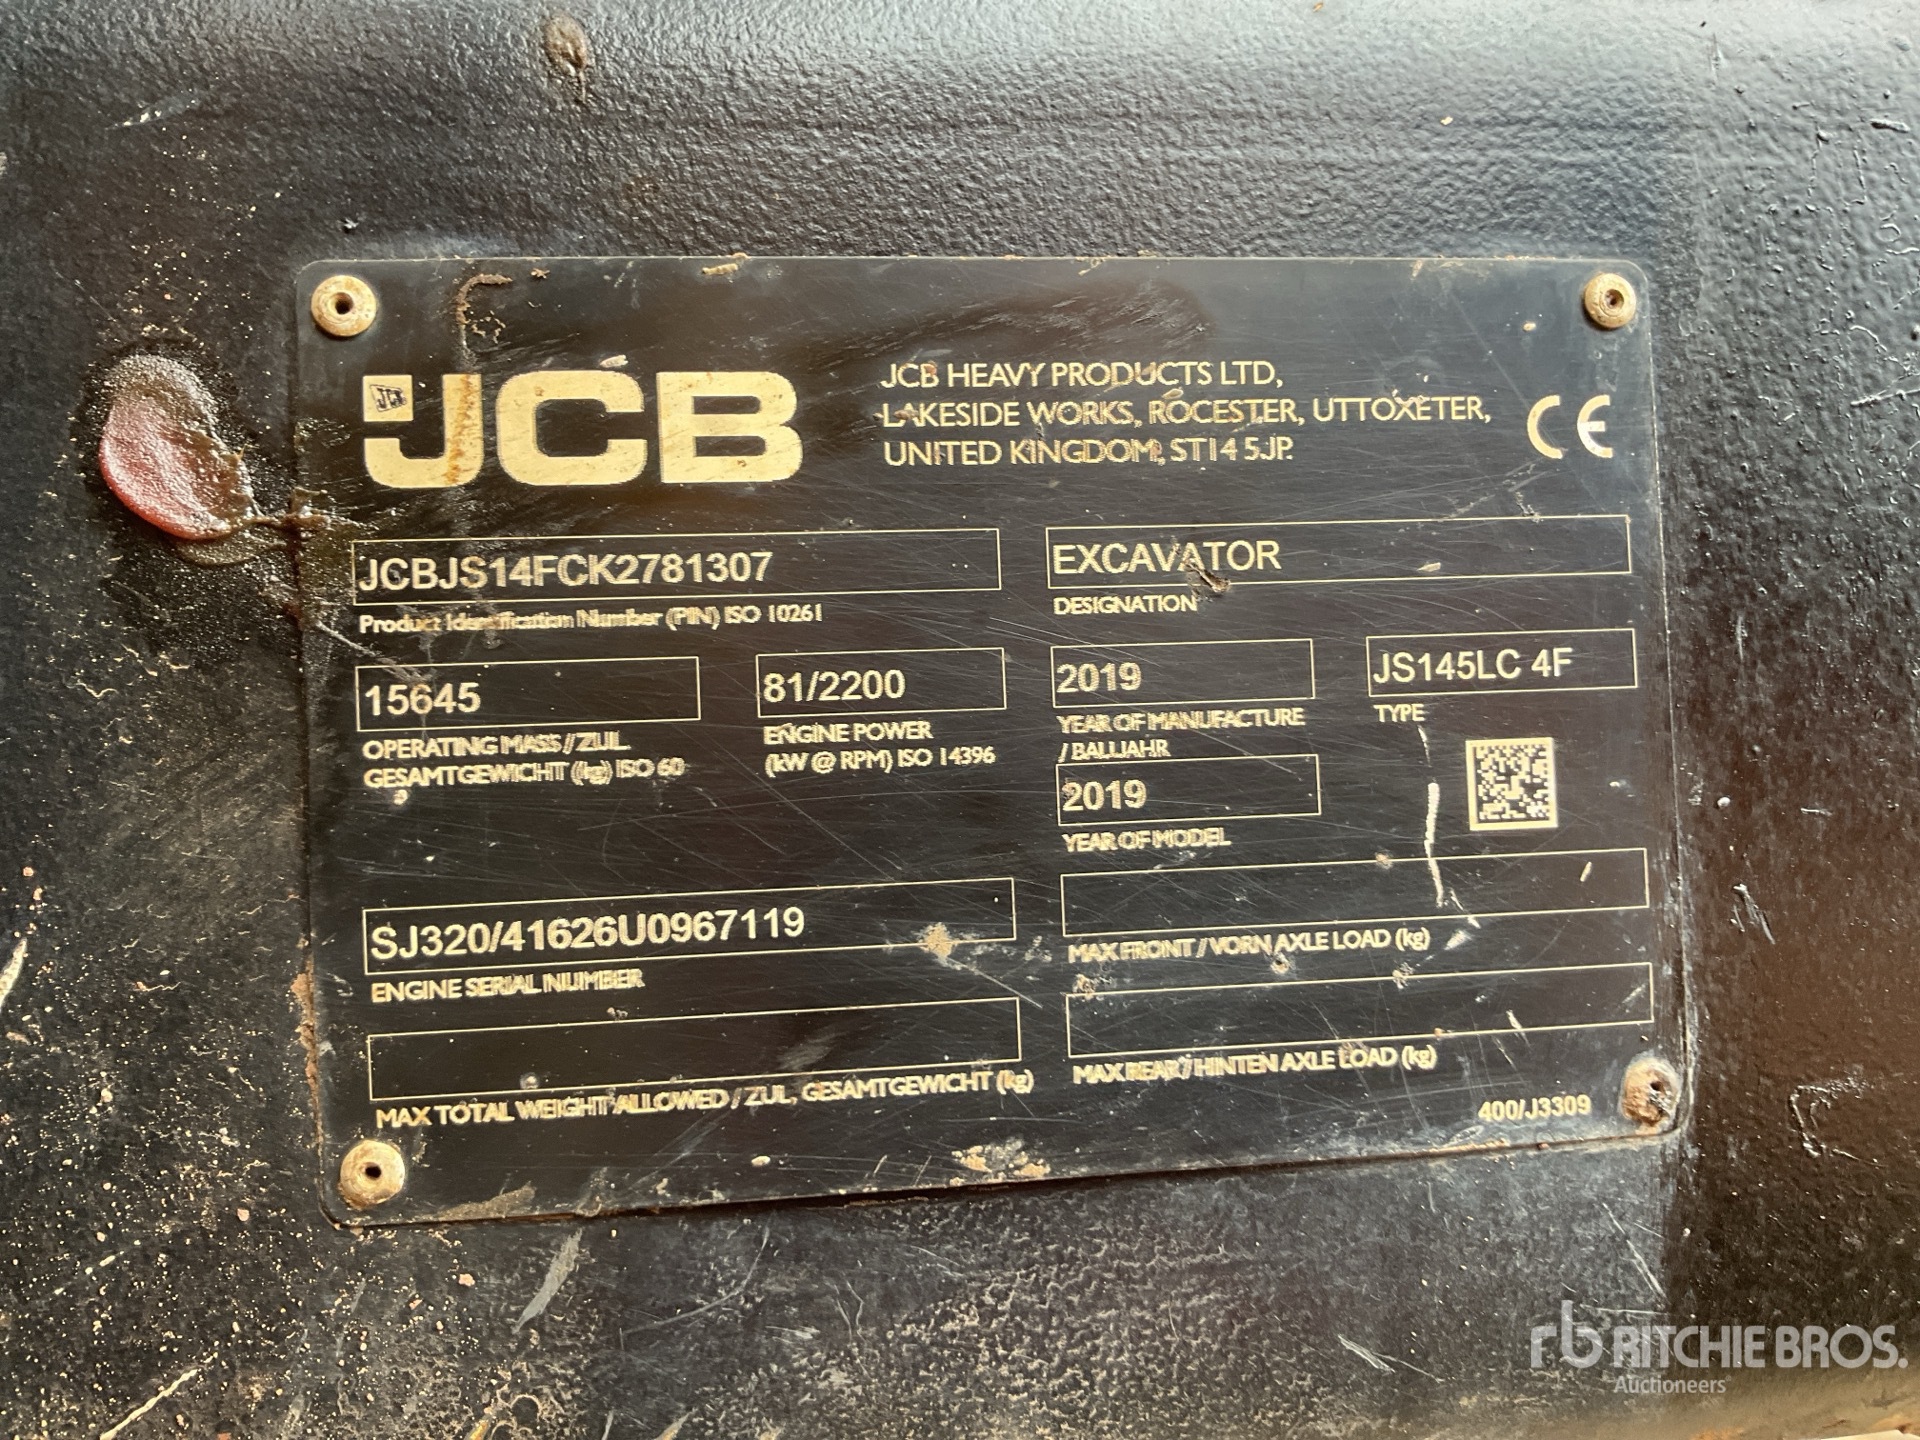 JCB
JCB
JCB HEAVY PRODUCTS LTD,
LAKESIDE WORKS, ROCESTER, UTTOXETER,
UNITED KINGDOM, ST14 5JP.
CE
JCBJS14FCK2781307
Product Identification Number (PIN) ISO 10261
EXCAVATOR
DESIGNATION
15645
OPERATING MASS / ZUL.
GESAMTGEWICHT (kg) ISO 60
81/2200
ENGINE POWER
(kW @ RPM) ISO 14396
2019
YEAR OF MANUFACTURE
/ BAUJAHR
JS145LC 4F
TYPE
2019
YEAR OF MODEL
SJ320/41626U0967119
ENGINE SERIAL NUMBER
MAX FRONT / VORN AXLE LOAD (kg)
MAX TOTAL WEIGHT ALLOWED / ZUL. GESAMTGEWICHT (kg)
MAX REAR / HINTEN AXLE LOAD (kg)
400/J3309
rb RITCHIE BROS.
Auctioneers